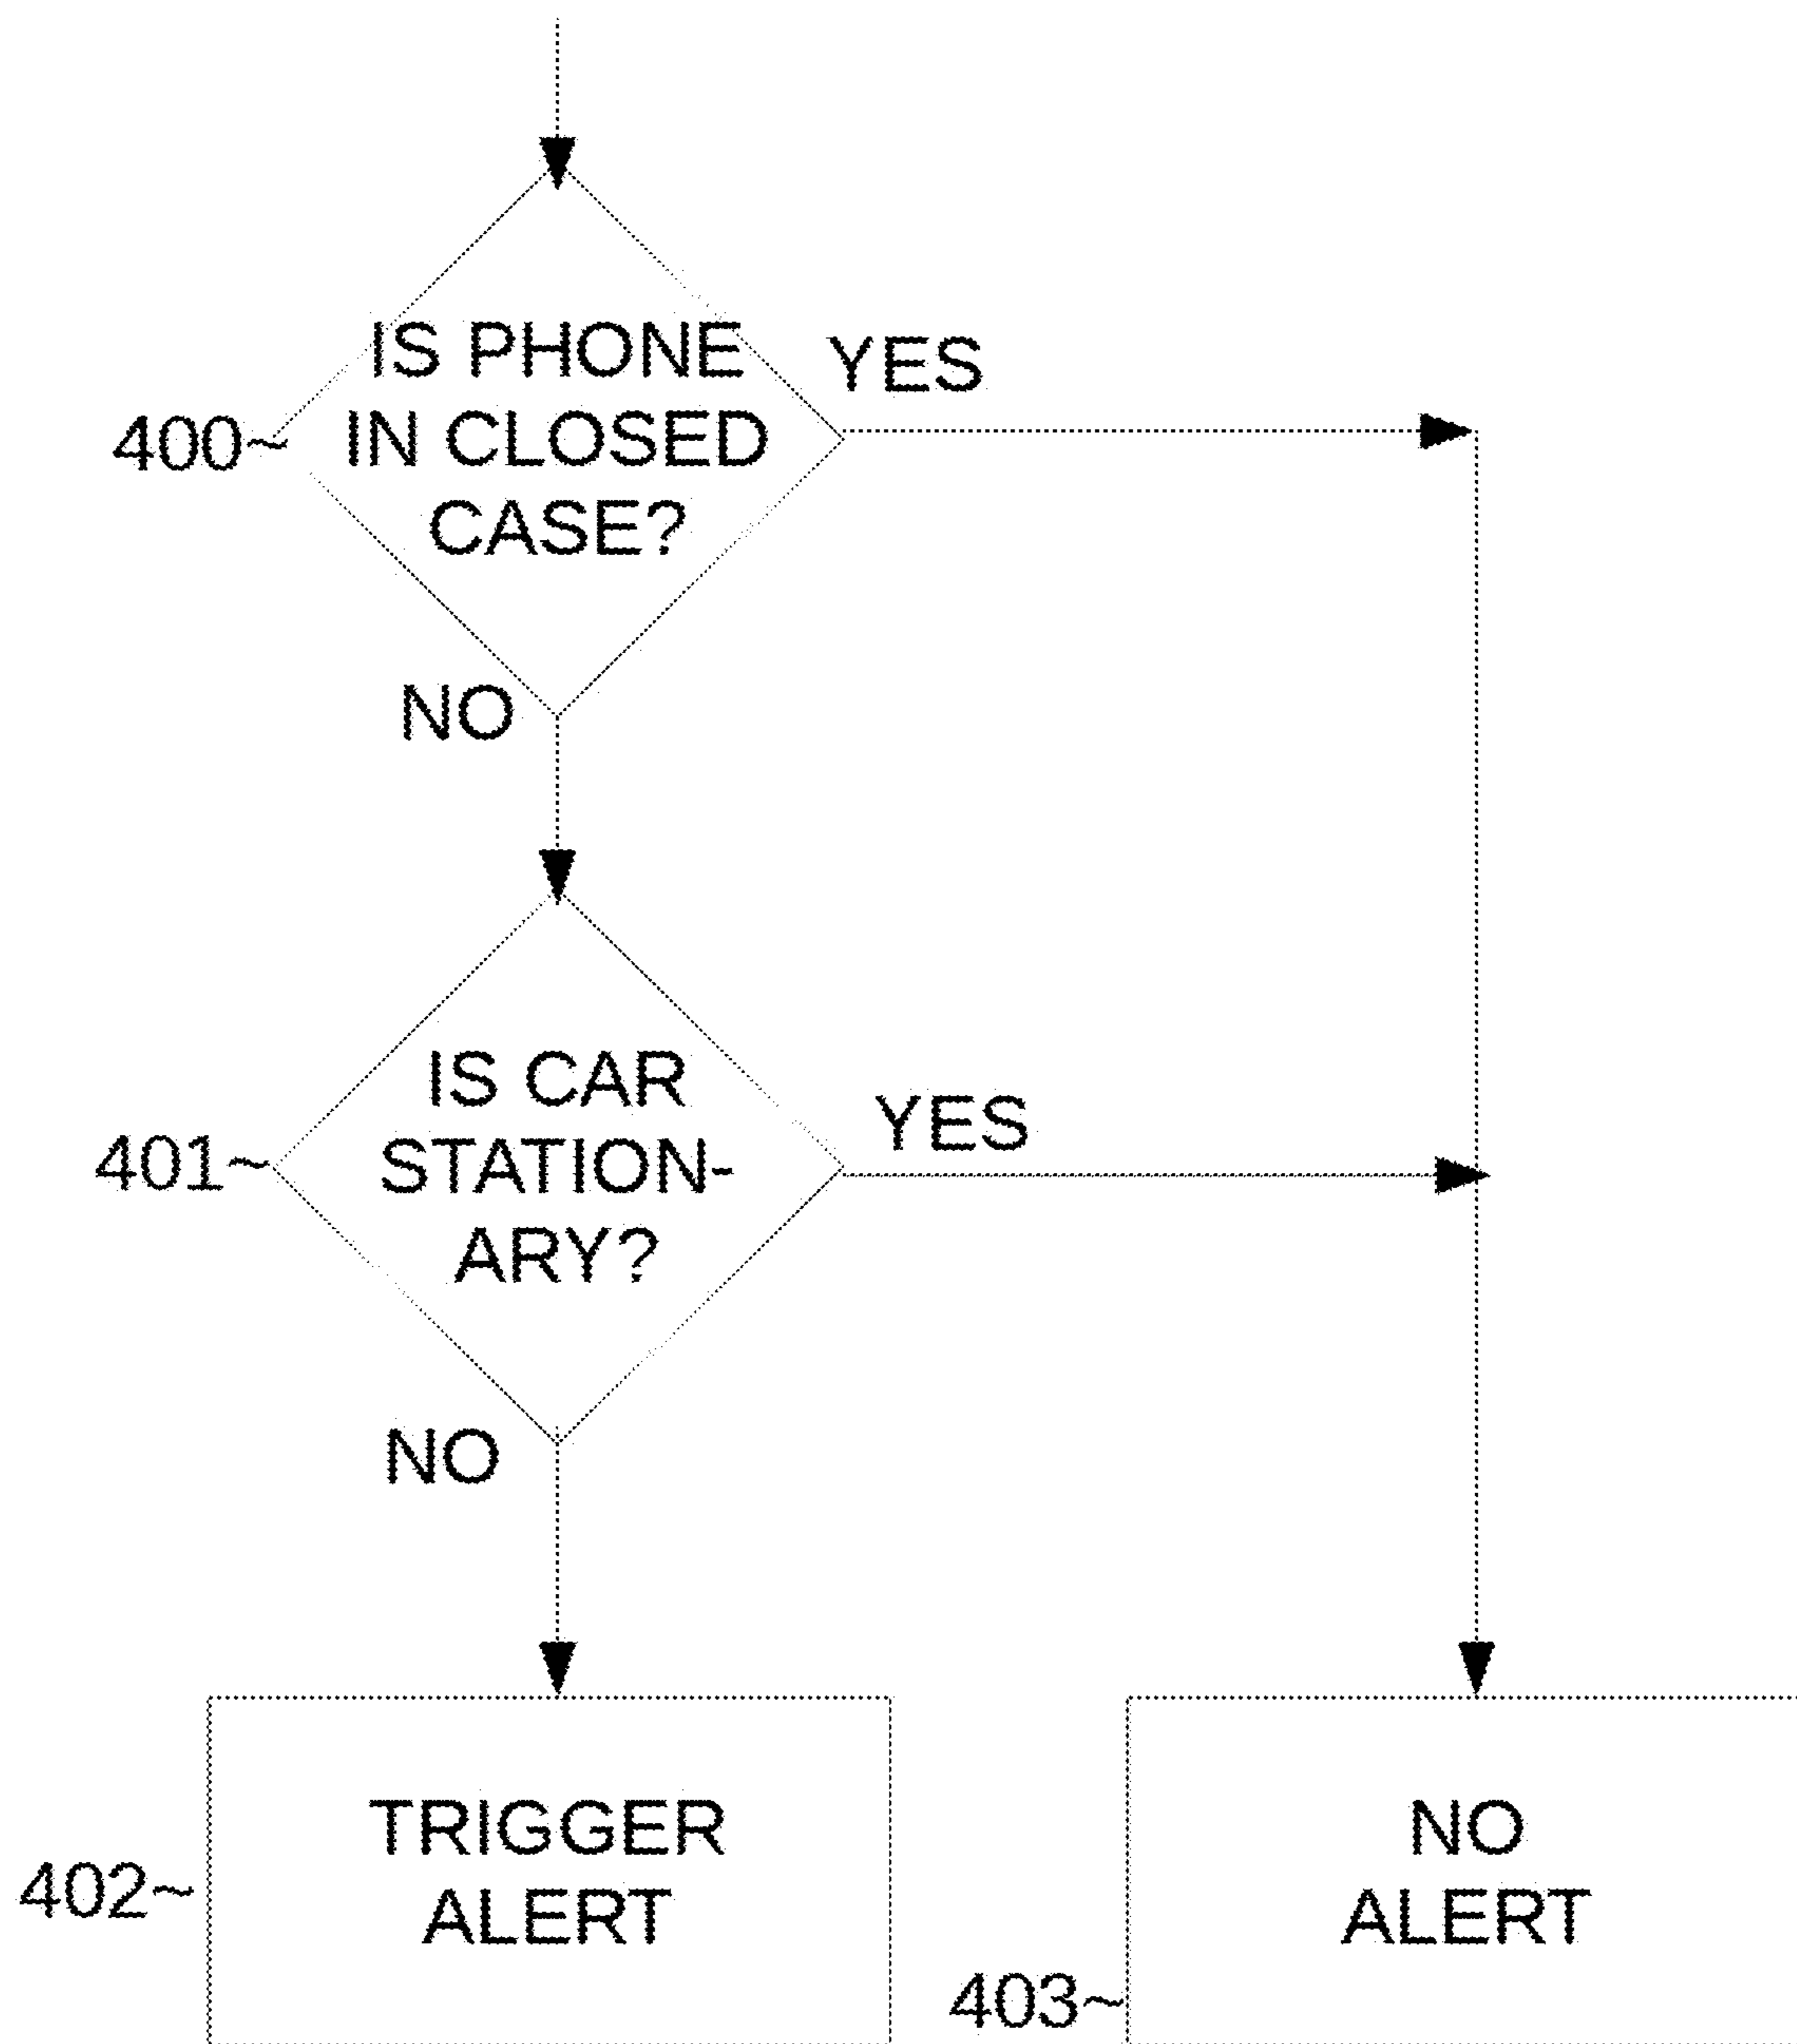 IS PHONE
IN CLOSED
CASE?
YES
400~
NO
IS CAR
STATION-
ARY?
YES
401~
NO
TRIGGER
ALERT
402~
NO
ALERT
403~